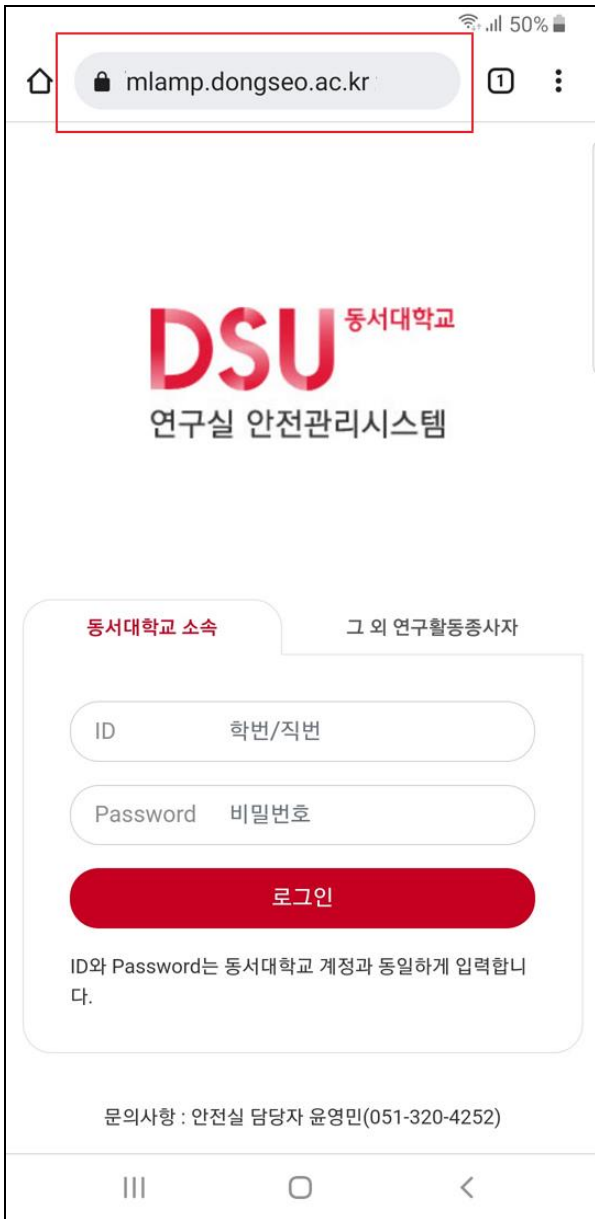 50%
mlamp.dongseo.ac.kr
1
DSU 동서대학교
연구실 안전관리시스템
동서대학교 소속
그 외 연구활동종사자
ID 학번/직번
Password 비밀번호
로그인
ID와 Password는 동서대학교 계정과 동일하게 입력합니
다.
문의사항 : 안전실 담당자 윤영민(051-320-4252)